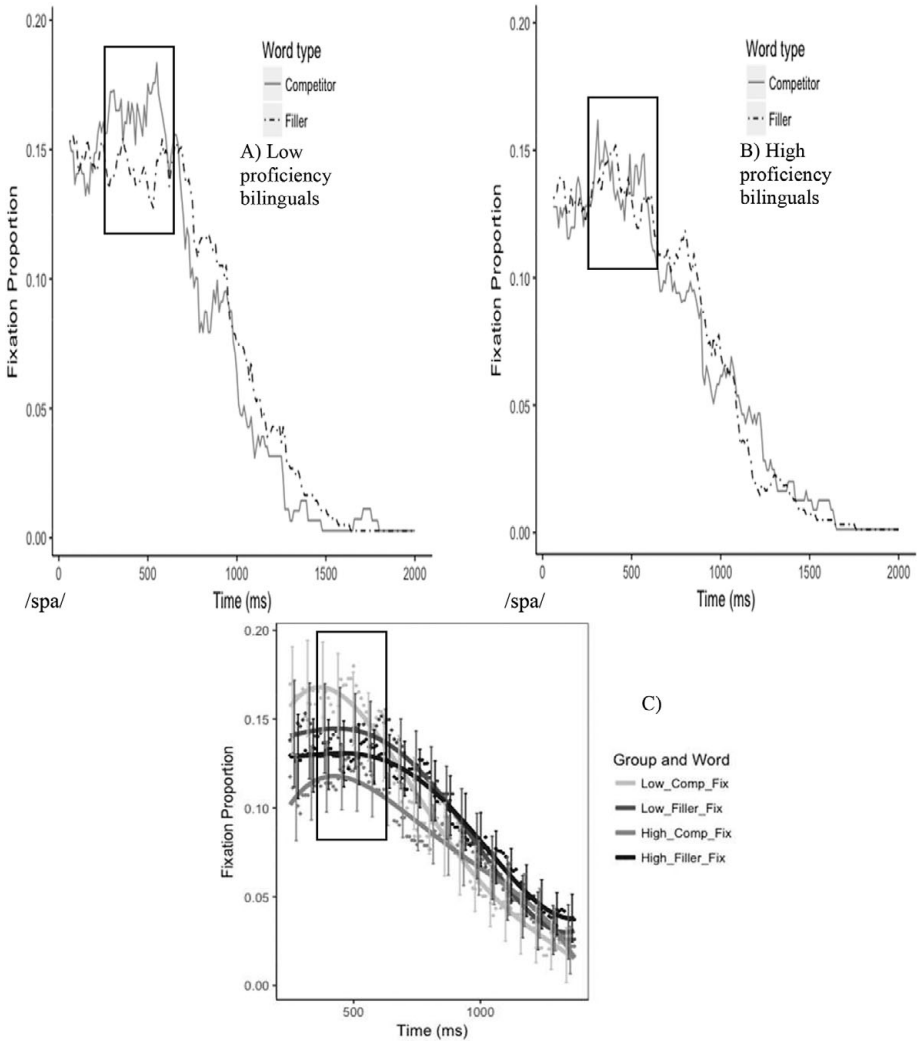 0.20
0.15
0.10
0.05
0.00
Fixation Proportion
Word type
Competitor
Filler
A) Low
proficiency
bilinguals
0 500 1000 1500 2000
/spa/ Time (ms)
0.20
0.15
0.10
0.05
0.00
Fixation Proportion
Word type
Competitor
Filler
B) High
proficiency
bilinguals
0 500 1000 1500 2000
/spa/ Time (ms)
0.20
0.15
0.10
0.05
0.00
Fixation Proportion
500 1000
Time (ms)
C)
Group and Word
Low_Comp_Fix
Low_Filler_Fix
High_Comp_Fix
High_Filler_Fix